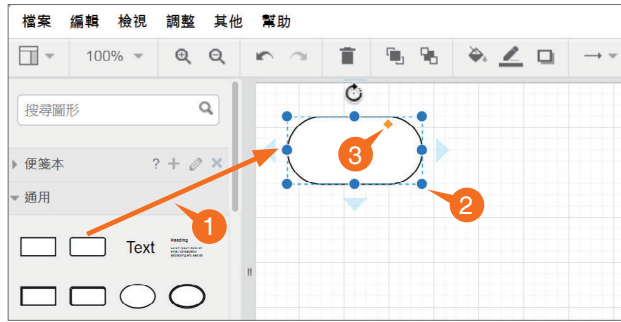 檔案 編輯 檢視 調整 其他 幫助
100%
搜尋圖形
便箋本 ?
通用
Text
Heading
1
2
3